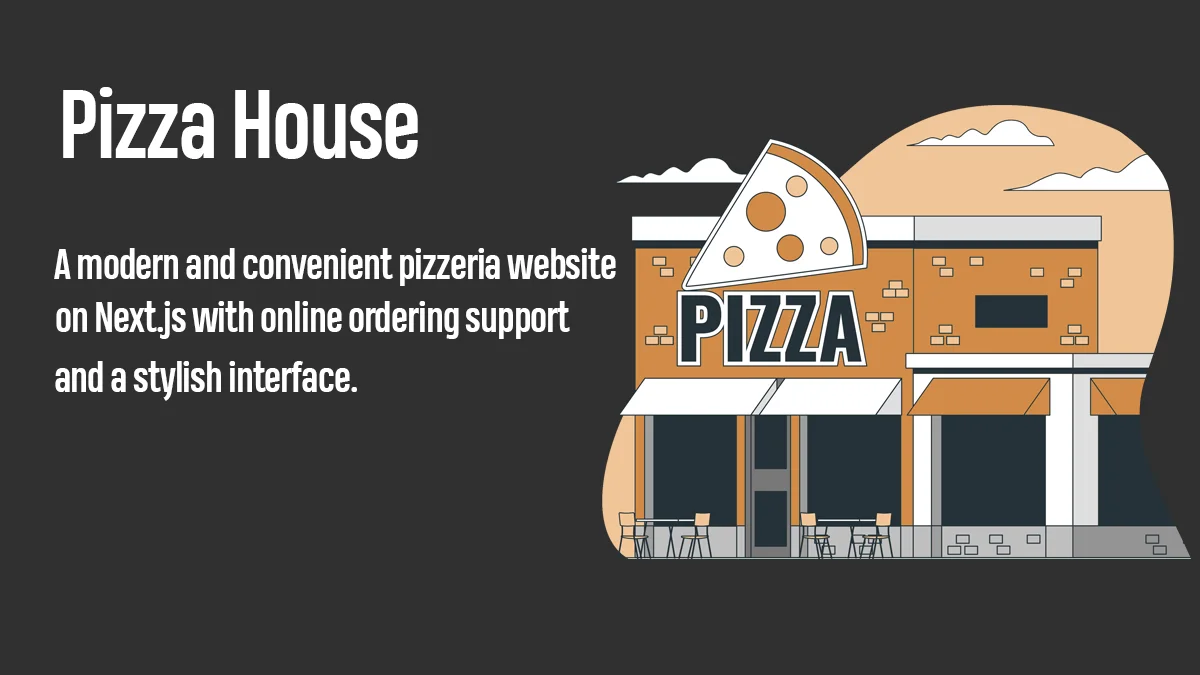 Pizza House
A modern and convenient pizzeria website
on Next.js with online ordering support
and a stylish interface.
PIZZA